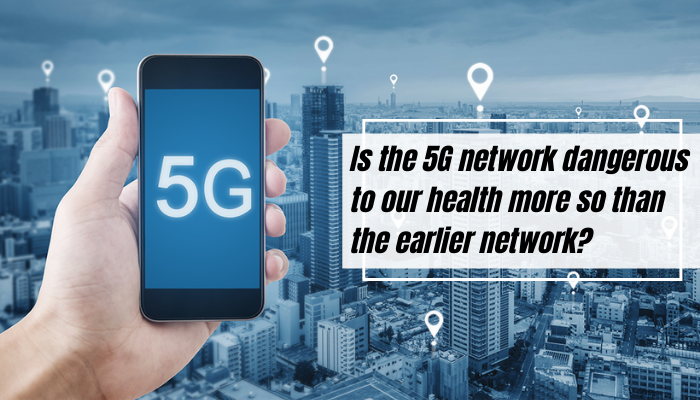 5G
Is the 5G network dangerous
to our health more so than
the earlier network?